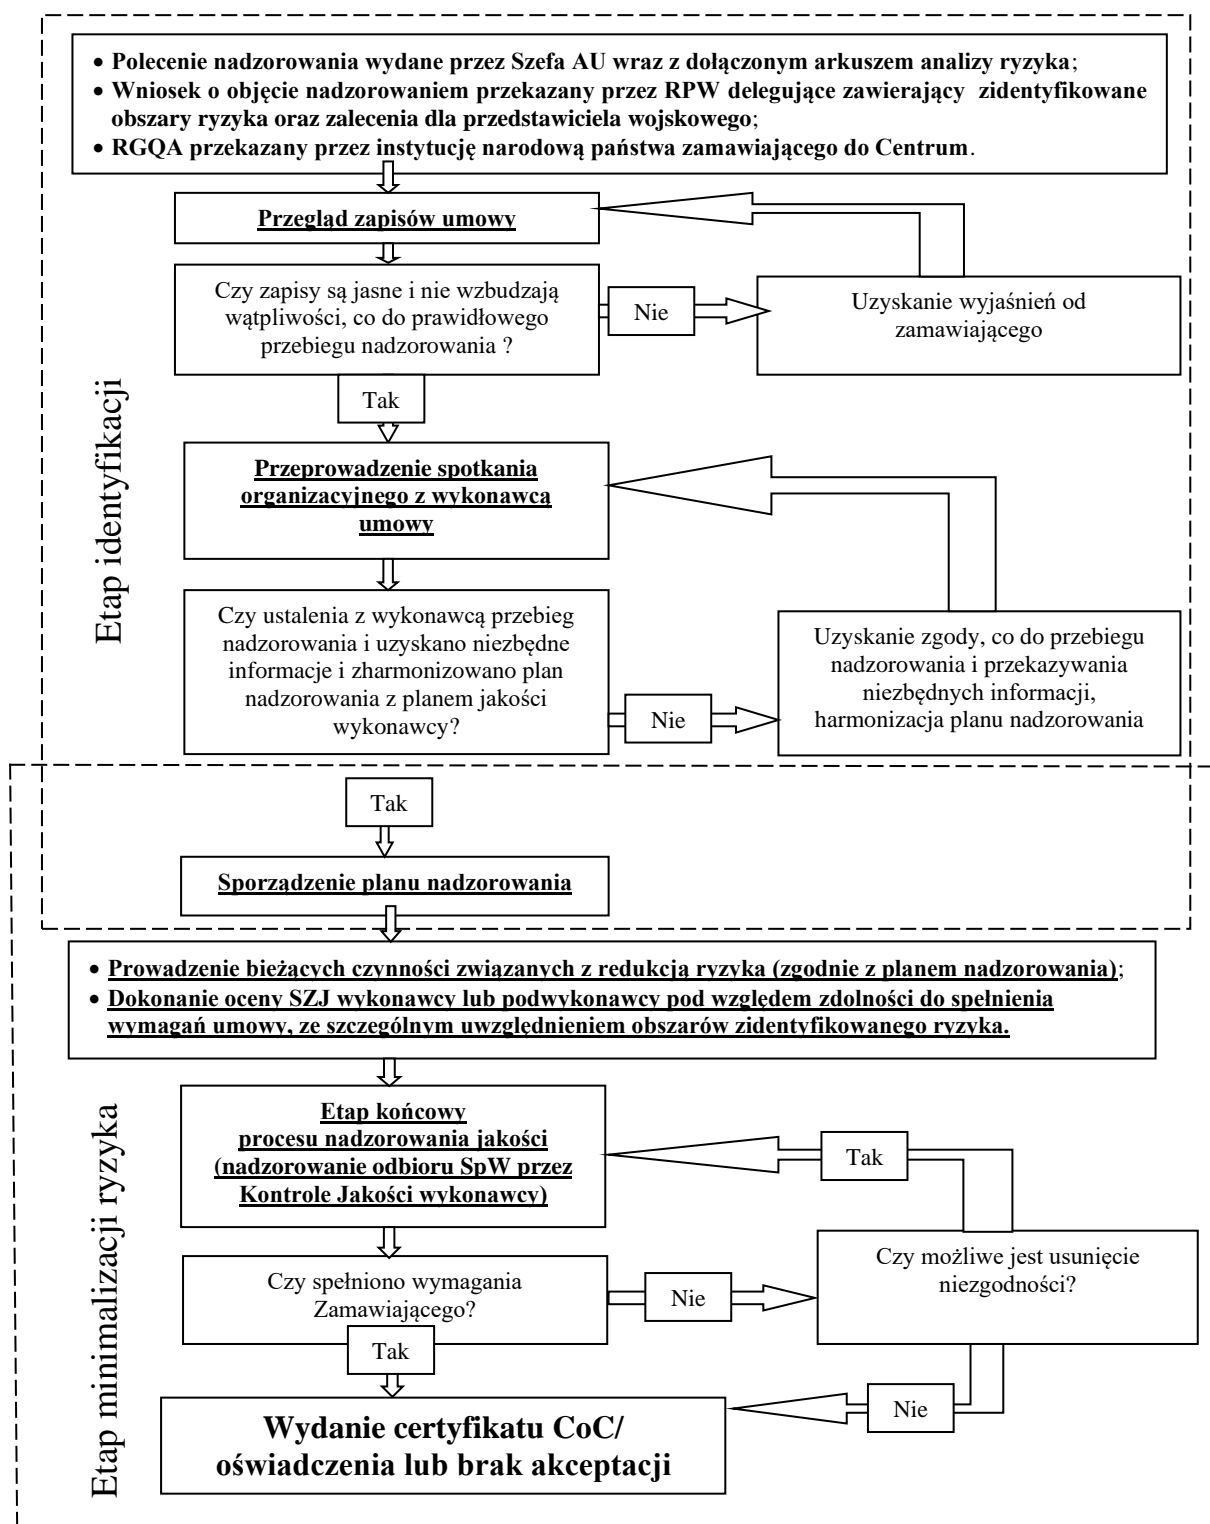 • Polecenie nadzorowania wydane przez Szefa AU wraz z dołączonym arkuszem analizy ryzyka;
• Wniosek o objęcie nadzorowaniem przekazany przez RPW delegujące zawierający zidentyfikowane
obszary ryzyka oraz zalecenia dla przedstawiciela wojskowego;
• RGQA przekazany przez instytucję narodową państwa zamawiającego do Centrum.
Przegląd zapisów umowy
Czy zapisy są jasne i nie wzbudzają
wątpliwości, co do prawidłowego
przebiegu nadzorowania ?
Nie
Uzyskanie wyjaśnień od
zamawiającego
Tak
Etap identyfikacji
Przeprowadzenie spotkania
organizacyjnego z wykonawcą
umowy
Czy ustalenia z wykonawcą przebieg
nadzorowania i uzyskano niezbędne
informacje i zharmonizowano plan
nadzorowania z planem jakości
wykonawcy?
Nie
Uzyskanie zgody, co do przebiegu
nadzorowania i przekazywania
niezbędnych informacji,
harmonizacja planu nadzorowania
Tak
Sporządzenie planu nadzorowania
• Prowadzenie bieżących czynności związanych z redukcją ryzyka (zgodnie z planem nadzorowania);
• Dokonanie oceny SZJ wykonawcy lub podwykonawcy pod względem zdolności do spełnienia
wymagań umowy, ze szczególnym uwzględnieniem obszarów zidentyfikowanego ryzyka.
Etap minimalizacji ryzyka
Etap końcowy
procesu nadzorowania jakości
(nadzorowanie odbioru SpW przez
Kontrole Jakości wykonawcy)
Tak
Czy spełniono wymagania
Zamawiającego?
Nie
Czy możliwe jest usunięcie
niezgodności?
Tak
Nie
Wydanie certyfikatu CoC/
oświadczenia lub brak akceptacji